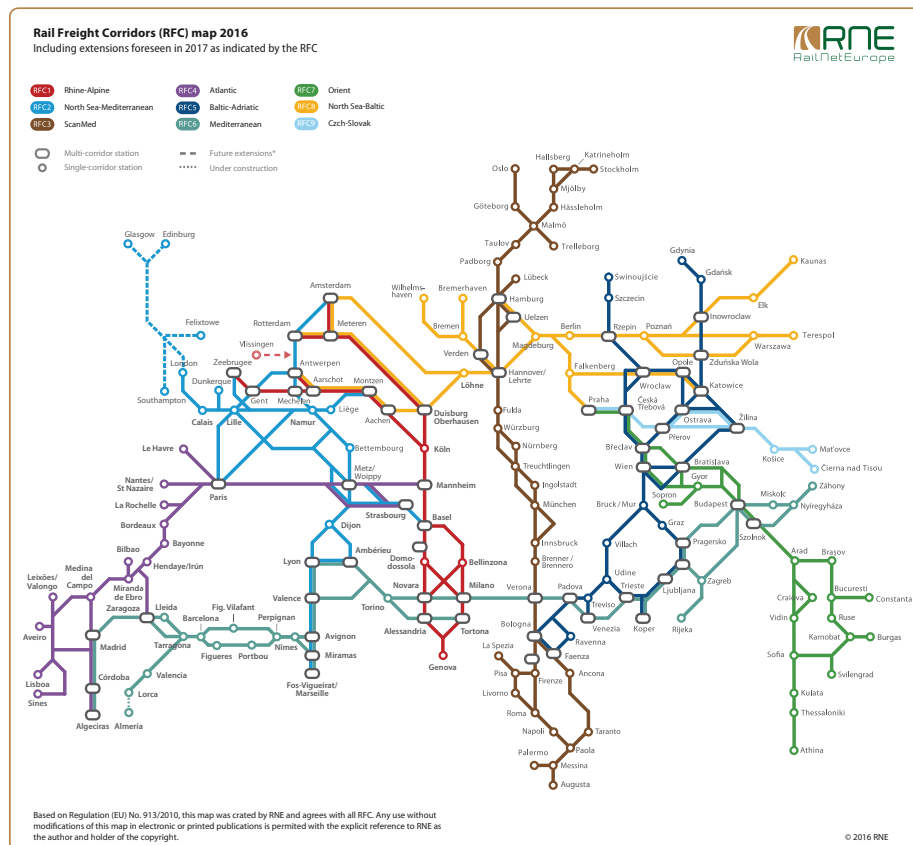 Rail Freight Corridors (RFC) map 2016
Including extensions foreseen in 2017 as indicated by the RFC
RNE
RailNetEurope
RFC1 Rhine-Alpine
RFC2 North Sea-Mediterranean
RFC3 ScanMed
RFC4 Atlantic
RFC5 Baltic-Adriatic
RFC6 Mediterranean
RFC7 Orient
RFC8 North Sea-Baltic
RFC9 Czch-Slovak
Multi-corridor station
Single-corridor station
Future extensions*
Under construction
Oslo
Hallsberg
Katrineholm
Stockholm
Mjölby
Göteborg
Hässleholm
Malmö
Taulov
Trelleborg
Padborg
Glasgow
Edinburg
Gdynia
Gdańsk
Kaunas
Świnoujście
Szczecin
Lübeck
Hamburg
Uelzen
Wilhelms-
haven
Bremerhaven
Amsterdam
Elk
Inowrocław
Felixtowe
Rotterdam
Meteren
Bremen
Magdeburg
Berlin
Rzepin
Poznań
Terespol
Warszawa
Vlissingen
Verden
Zduńska Wola
London
Zeebrugee
Antwerpen
Hannover/
Lehrte
Löhne
Falkenberg
Opole
Wrocław
Katowice
Dunkerque
Aarschot
Montzen
Southampton
Gent
Mechelen
Calais
Lille
Namur
Liège
Aachen
Duisburg
Oberhausen
Fulda
Praha
Česká
Třebová
Ostrava
Žilina
Würzburg
Přerov
Le Havre
Bettembourg
Köln
Nürnberg
Břeclav
Mat'ovce
Košice
Treuchtlingen
Wien
Bratislava
Čierna nad Tisou
Nantes/
St Nazaire
Paris
Metz/
Woippy
Mannheim
Ingolstadt
Gyor
Sopron
Miskolc
Záhony
La Rochelle
Strasbourg
München
Bruck / Mur
Budapest
Nyíregyháza
Bordeaux
Dijon
Basel
Graz
Szolnok
Bayonne
Innsbruck
Villach
Pragersko
Bilbao
Hendaye/Irún
Lyon
Ambérieu
Domo-
dossola
Bellinzona
Brenner /
Brennero
Arad
Braşov
Leixões/
Valongo
Medina
del
Campo
Miranda
de Ebro
Udine
Ljubljana
Zagreb
Valence
Torino
Novara
Milano
Verona
Padova
Treviso
Trieste
Craiova
Bucuresti
Constanta
Zaragoza
Lleida
Barcelona
Fig. Vilafant
Perpignan
Aveiro
Alessandria
Tortona
Bologna
Venezia
Koper
Rijeka
Vidin
Ruse
Madrid
Tarragona
Figueres
Portbou
Nîmes
Avignon
Miramas
Ravenna
Karnobat
Burgas
Genova
La Spezia
Faenza
Sofia
Lisboa
Sines
Córdoba
Valencia
Fos-Vigueirat/
Marseille
Pisa
Firenze
Ancona
Svilengrad
Lorca
Livorno
Kulata
Algeciras
Almería
Roma
Thessaloniki
Napoli
Taranto
Palermo
Paola
Athina
Messina
Augusta
Based on Regulation (EU) No. 913/2010, this map was crated by RNE and agrees with all RFC. Any use without
modifications of this map in electronic or printed publications is permitted with the explicit reference to RNE as
the author and holder of the copyright.
© 2016 RNE